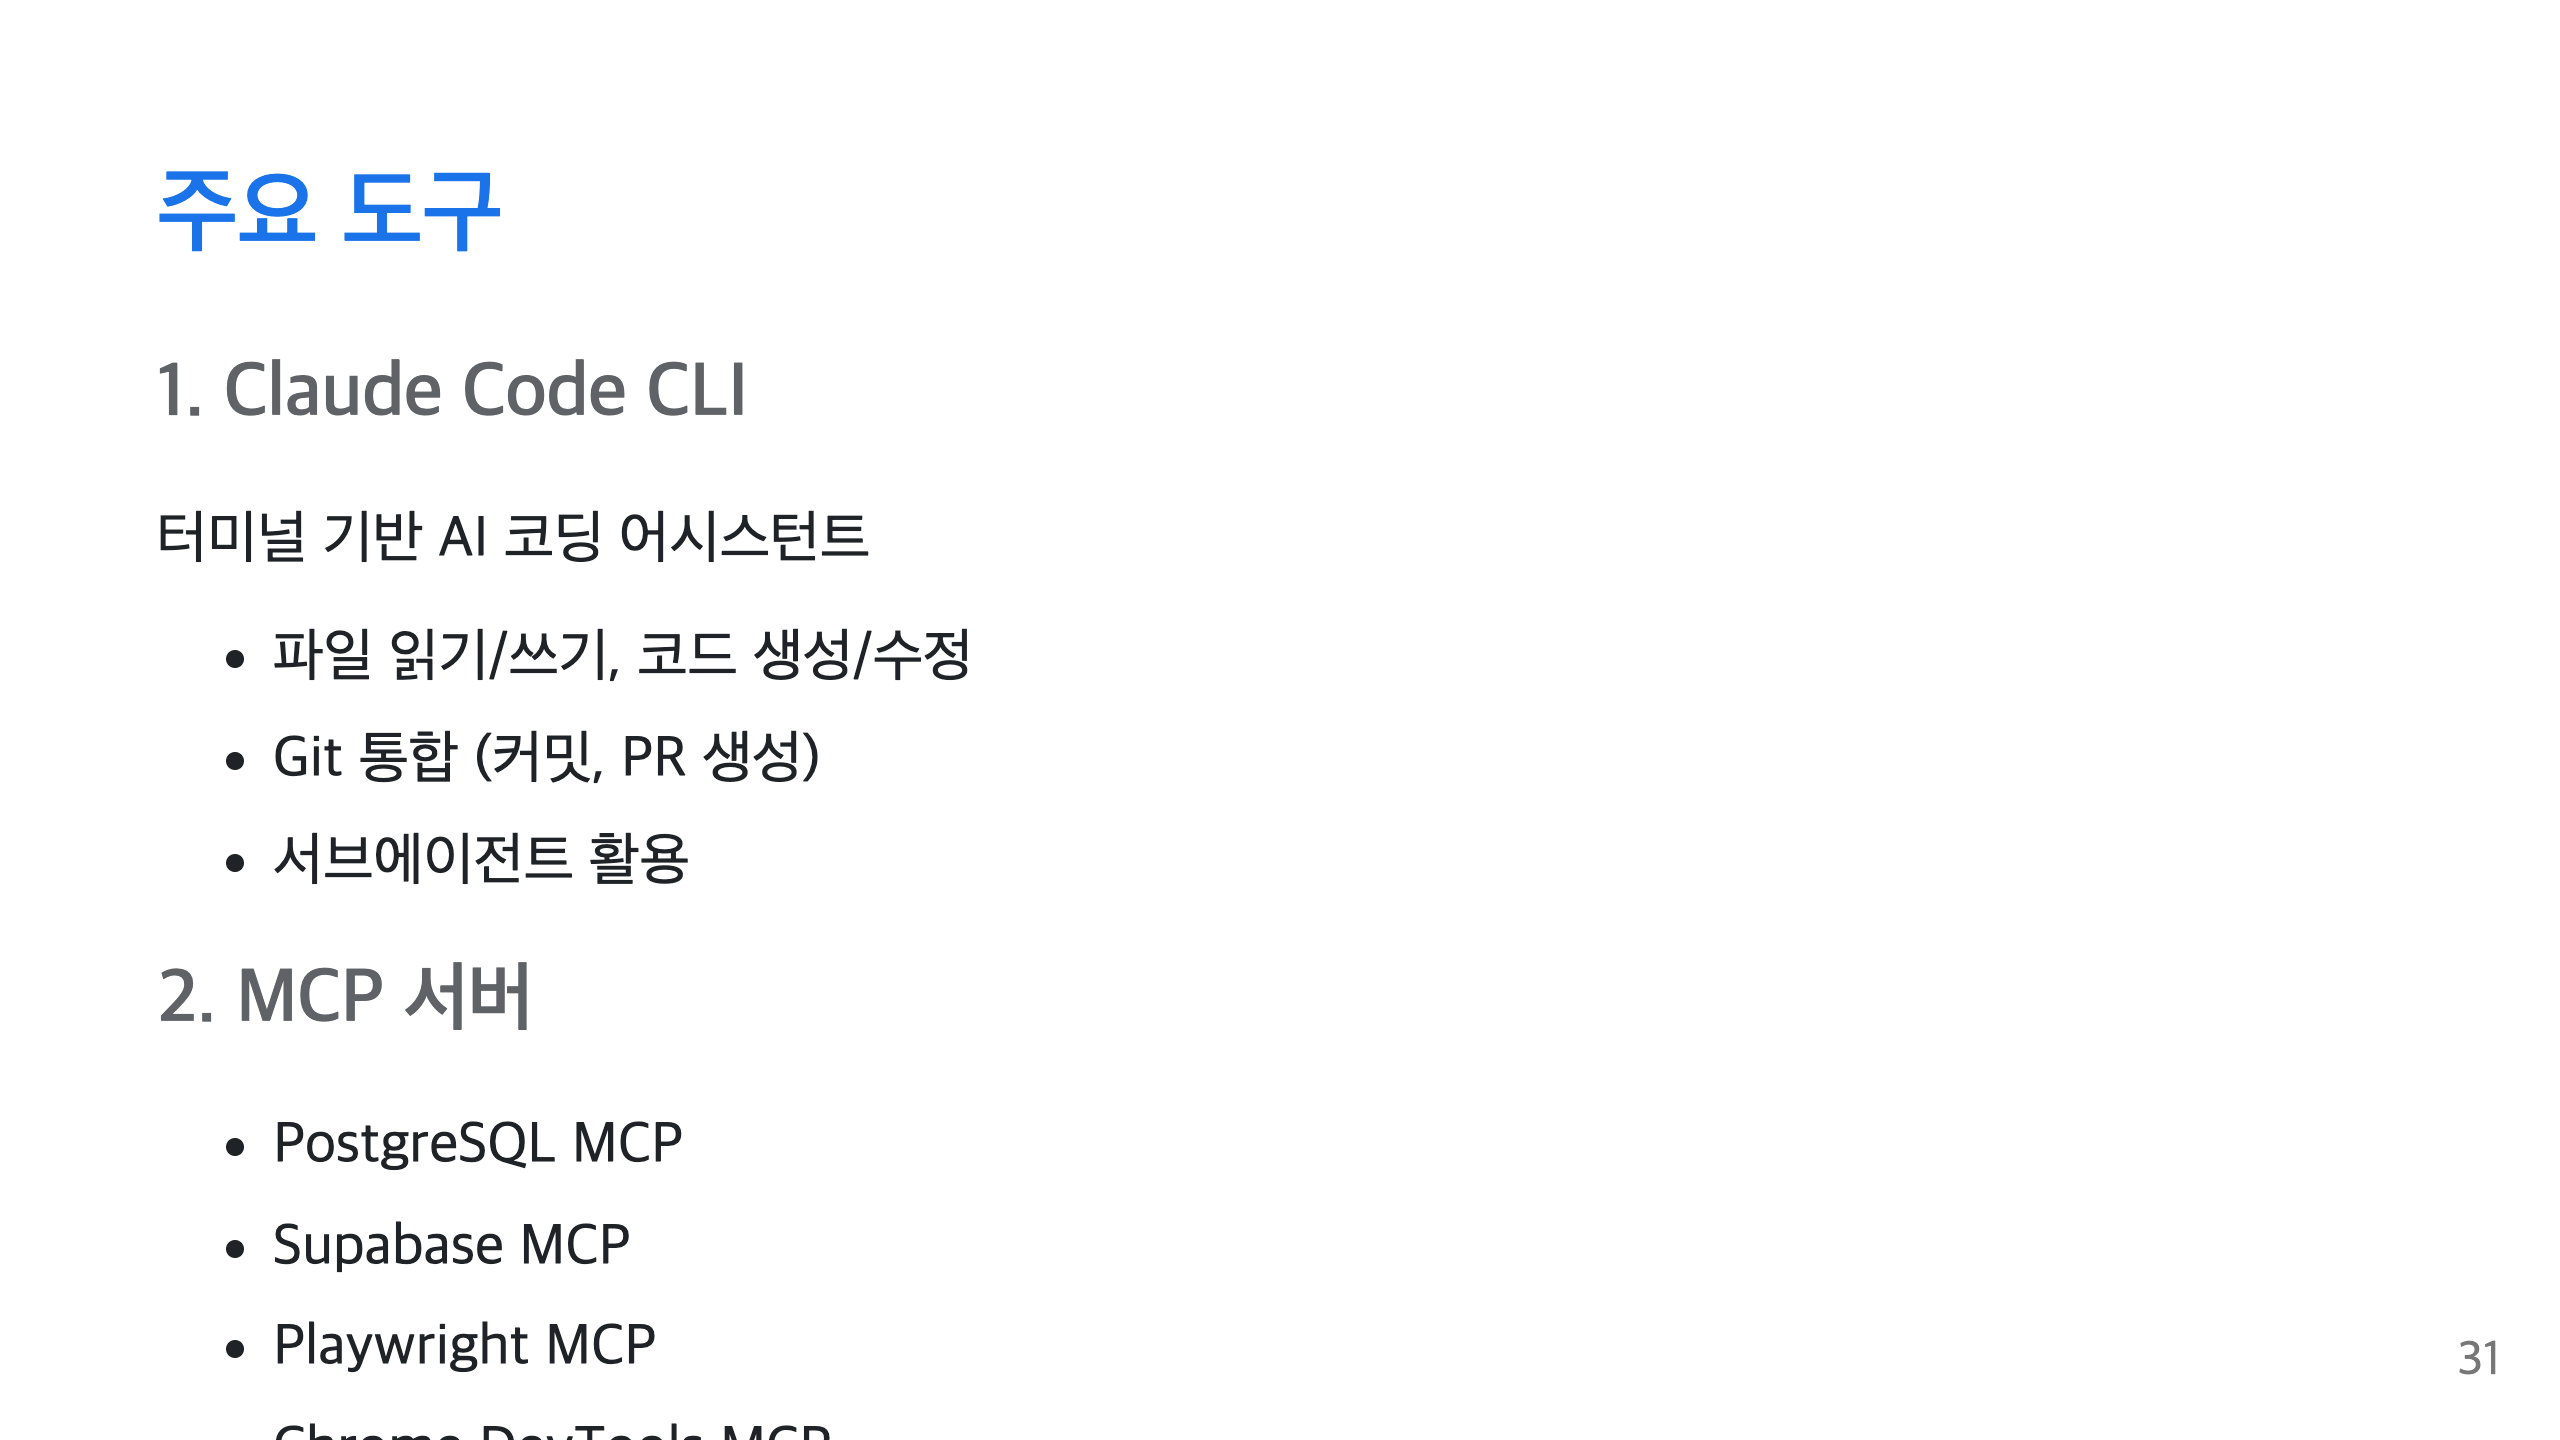 주요 도구
1. Claude Code CLI
터미널 기반 AI 코딩 어시스턴트
• 파일 읽기/쓰기, 코드 생성/수정
• Git 통합 (커밋, PR 생성)
• 서브에이전트 활용
2. MCP 서버
• PostgreSQL MCP
• Supabase MCP
• Playwright MCP
Chrome DevTools MCP
31